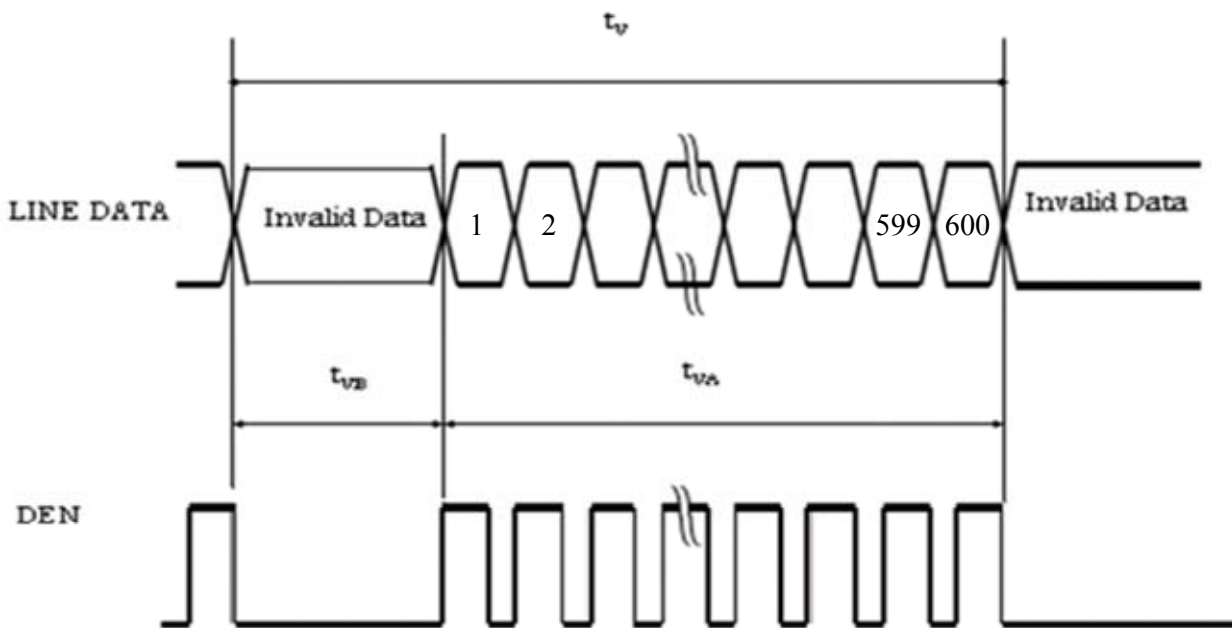 tv
LINE DATA
Invalid Data
1
2
599
600
Invalid Data
tVB
tVA
DEN